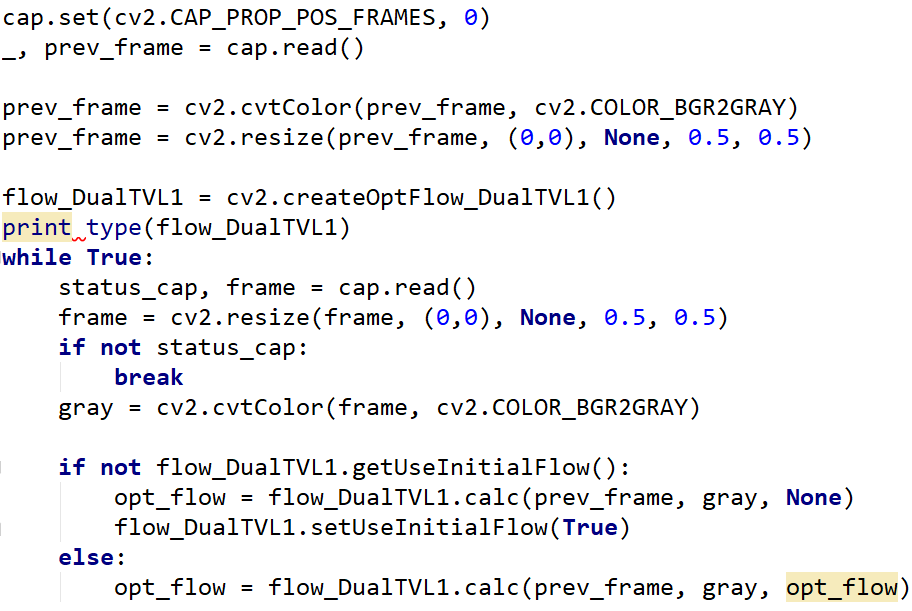 cap.set(cv2.CAP_PROP_POS_FRAMES, 0)
_, prev_frame = cap.read()

prev_frame = cv2.cvtColor(prev_frame, cv2.COLOR_BGR2GRAY)
prev_frame = cv2.resize(prev_frame, (0,0), None, 0.5, 0.5)

flow_DualTVL1 = cv2.createOptFlow_DualTVL1()
print type(flow_DualTVL1)
while True:
    status_cap, frame = cap.read()
    frame = cv2.resize(frame, (0,0), None, 0.5, 0.5)
    if not status_cap:
        break
    gray = cv2.cvtColor(frame, cv2.COLOR_BGR2GRAY)

    if not flow_DualTVL1.getUseInitialFlow():
        opt_flow = flow_DualTVL1.calc(prev_frame, gray, None)
        flow_DualTVL1.setUseInitialFlow(True)
    else:
        opt_flow = flow_DualTVL1.calc(prev_frame, gray, opt_flow)